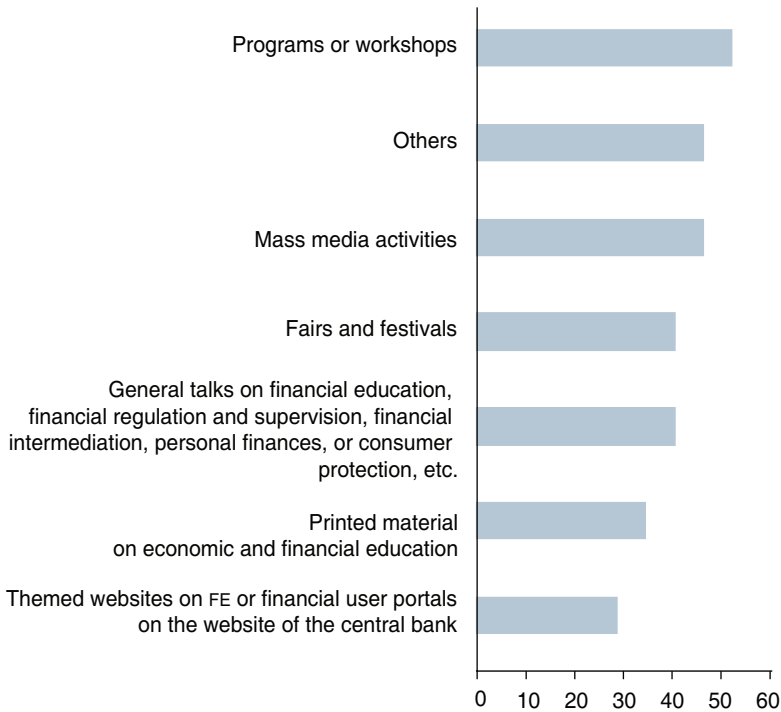 Programs or workshops
Others
Mass media activities
Fairs and festivals
General talks on financial education,
financial regulation and supervision, financial
intermediation, personal finances, or consumer
protection, etc.
Printed material
on economic and financial education
Themed websites on FE or financial user portals
on the website of the central bank
0 10 20 30 40 50 60